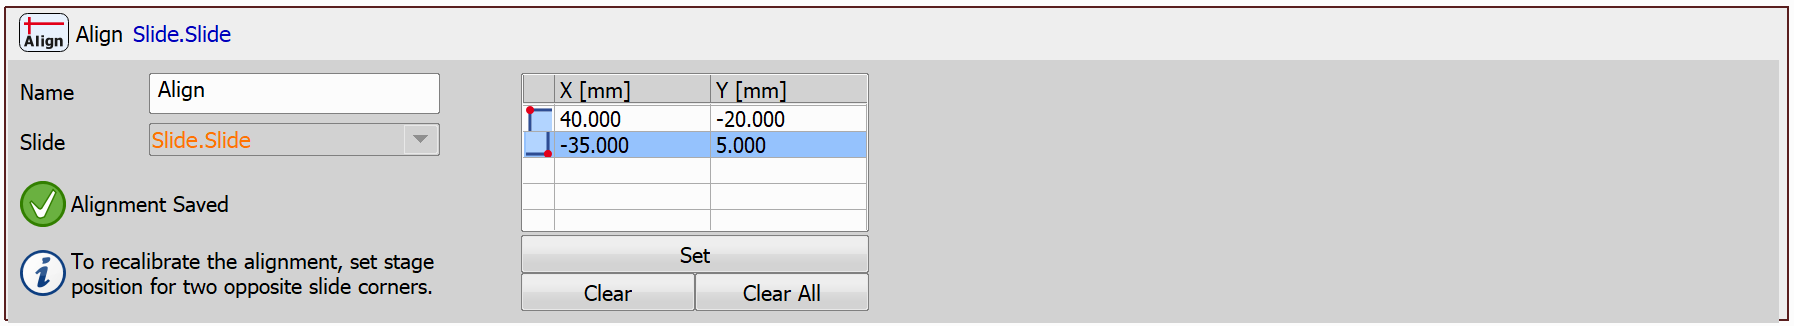 Align Align Slide.Slide
Name Align
Slide Slide.Slide
Alignment Saved
To recalibrate the alignment, set stage
position for two opposite slide corners.
X [mm] Y [mm]
40.000 -20.000
-35.000 5.000
Set
Clear Clear All